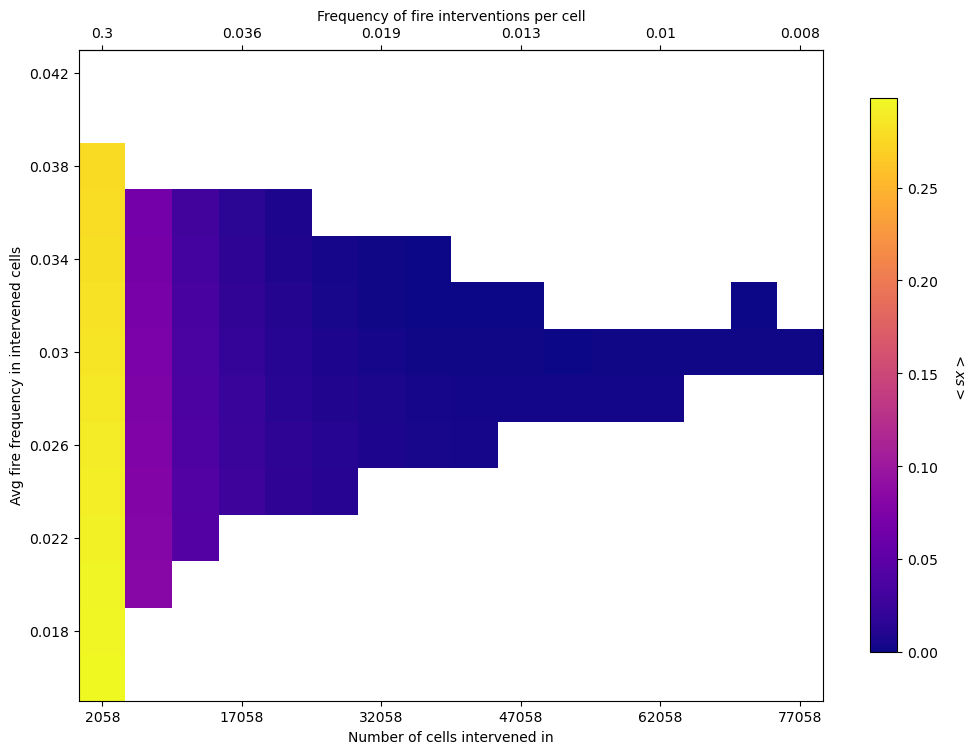 Frequency of fire interventions per cell
0.3 0.036 0.019 0.013 0.01 0.008
0.042
0.038
0.034
0.03
0.026
0.022
0.018
Avg fire frequency in intervened cells
2058 17058 32058 47058 62058 77058
Number of cells intervened in
0.25
0.20
0.15
0.10
0.05
0.00
< sx >